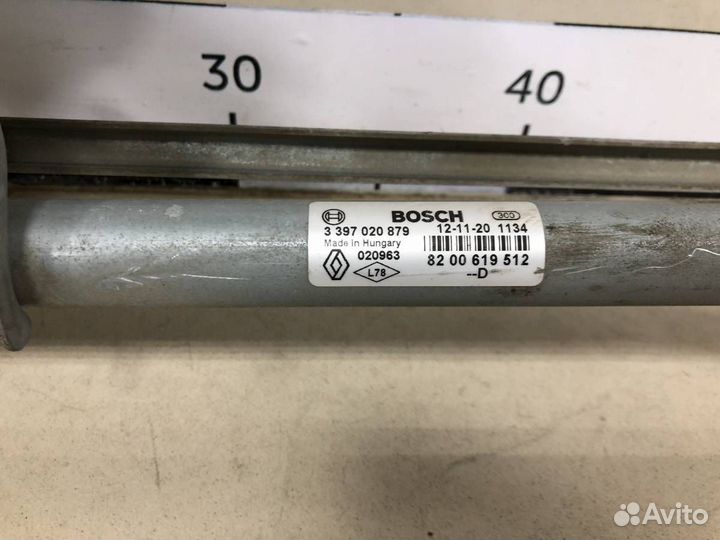 30 40
BOSCH 300
3 397 020 879 12-11-20 1134
Made in Hungary
020963
L78 82 00 619 512
--D
Avito